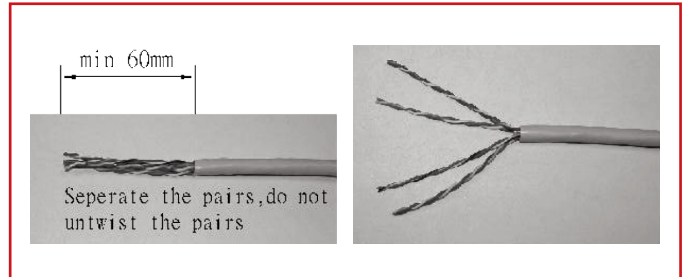 min 60mm
Seperate the pairs,do not
untwist the pairs